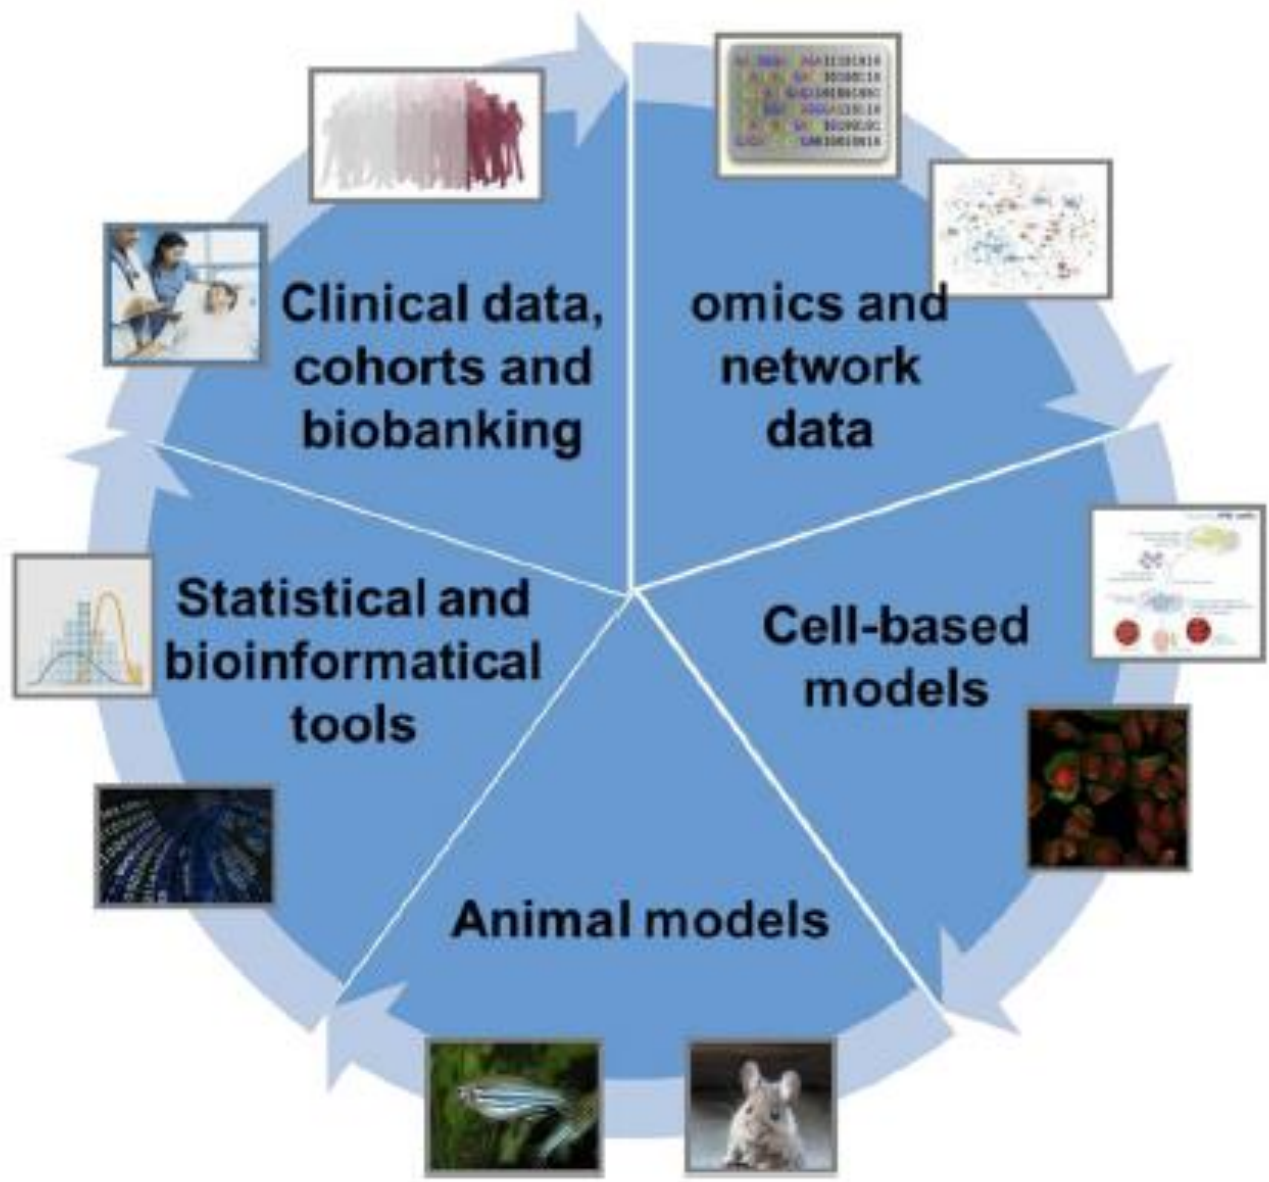 Clinical data,
cohorts and
biobanking
omics and
network
data
Cell-based
models
Animal models
Statistical and
bioinformatical
tools